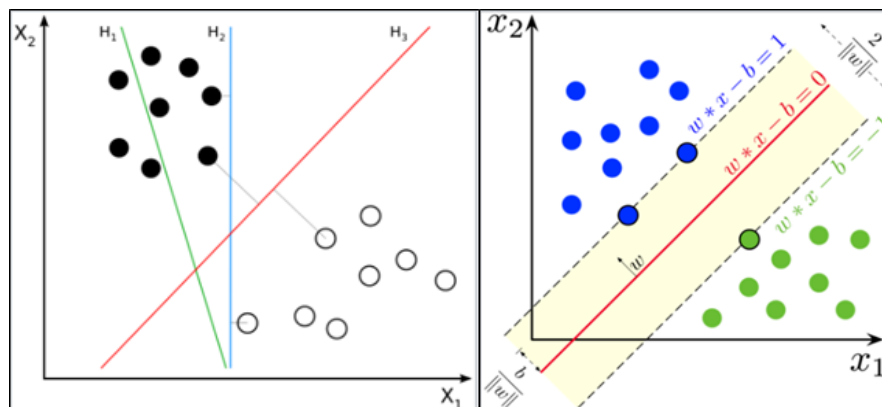 X₂
H₁
H₂
H₃
X₁
x₂
w * x − b = 1
w * x − b = 0
w * x − b = −1
2
‖w‖
w
b
‖w‖
x₁